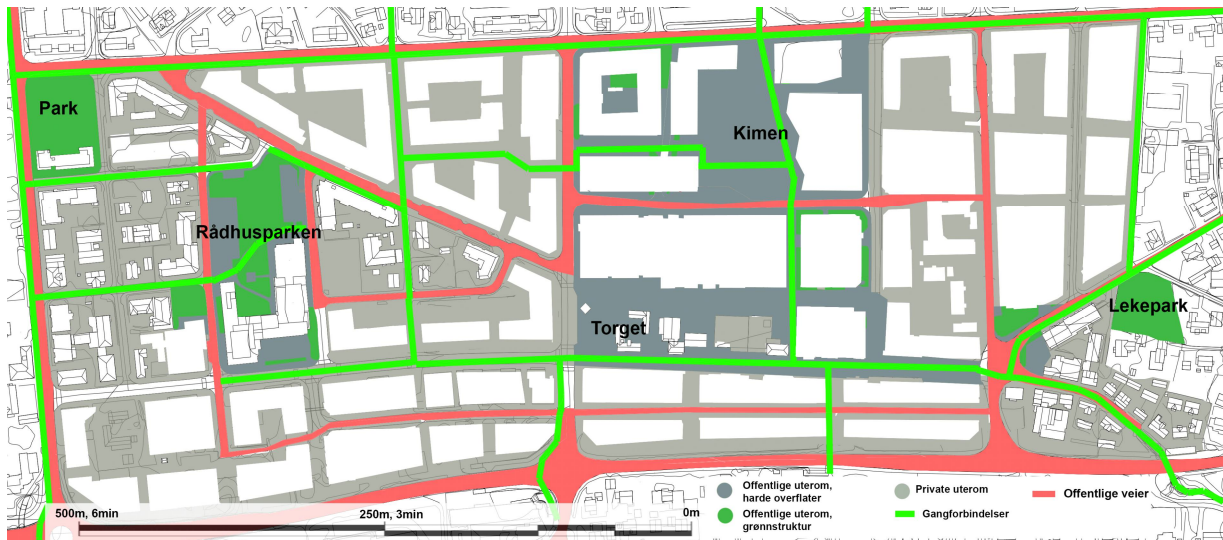 Park
Kimen
Rådhusparken
Lekepark
Torget
500m, 6min
250m, 3min
0m
Offentlige uterom,
harde overflater
Offentlige uterom,
grønnstruktur
Private uterom
Gangforbindelser
Offentlige veier